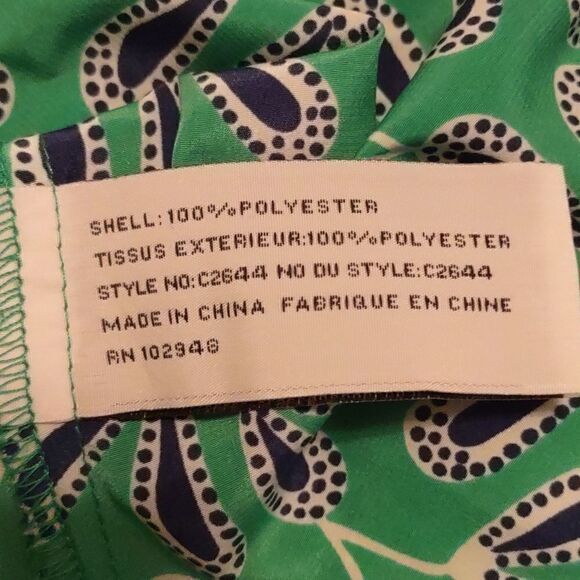 SHELL:100%POLYESTER
TISSUS EXTERIEUR:100%POLYESTER
STYLE NO:C2644 NO DU STYLE:C2644
MADE IN CHINA FABRIQUE EN CHINE
RN 102948